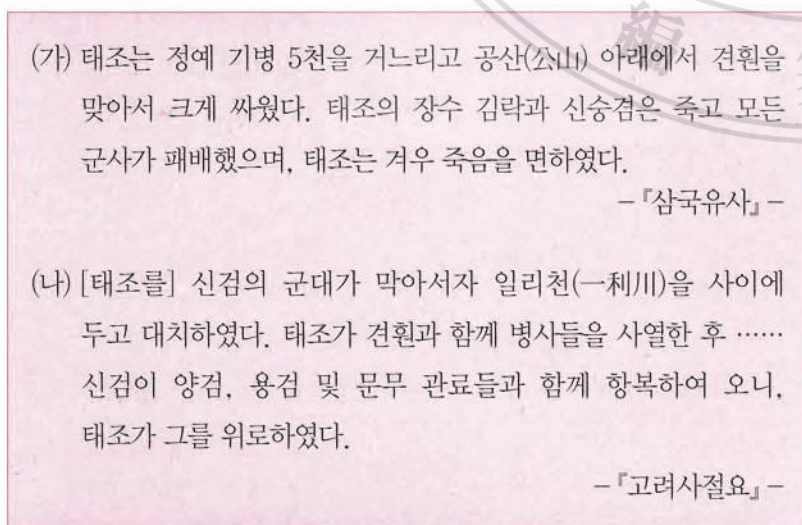 (가) 태조는 정예 기병 5천을 거느리고 공산(公山) 아래에서 견훤을
맞아서 크게 싸웠다. 태조의 장수 김락과 신숭겸은 죽고 모든
군사가 패배했으며, 태조는 겨우 죽음을 면하였다.
-『삼국유사』-
(나) [태조를] 신검의 군대가 막아서자 일리천(一利川)을 사이에
두고 대치하였다. 태조가 견훤과 함께 병사들을 사열한 후 ……
신검이 양검, 용검 및 문무 관료들과 함께 항복하여 오니,
태조가 그를 위로하였다.
-『고려사절요』-